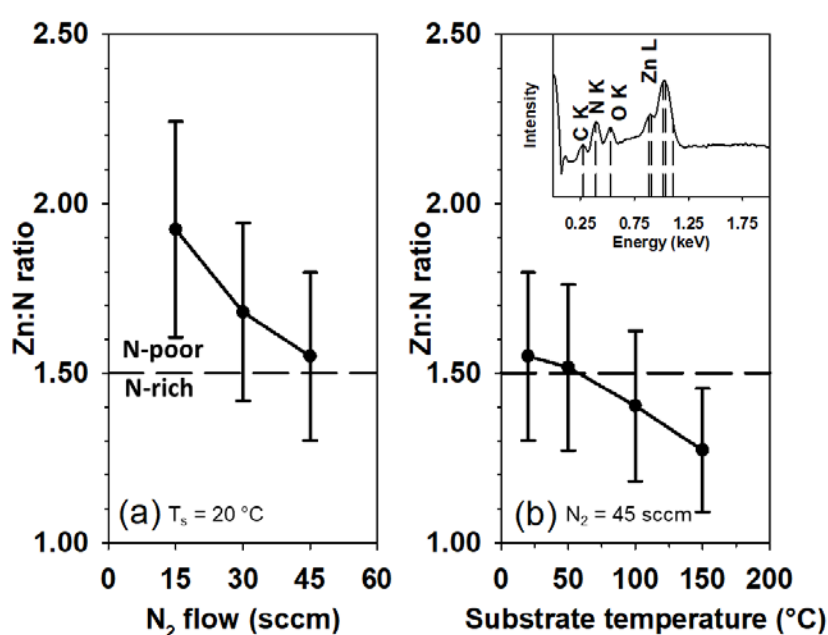 2.50
2.00
1.50
1.00
Zn:N ratio
N-poor
N-rich
(a) Tₛ = 20 °C
0 15 30 45 60
N₂ flow (sccm)
2.50
2.00
1.50
1.00
Zn:N ratio
Intensity
C K
N K
O K
Zn L
0.25 0.75 1.25 1.75
Energy (keV)
(b) N₂ = 45 sccm
0 50 100 150 200
Substrate temperature (°C)